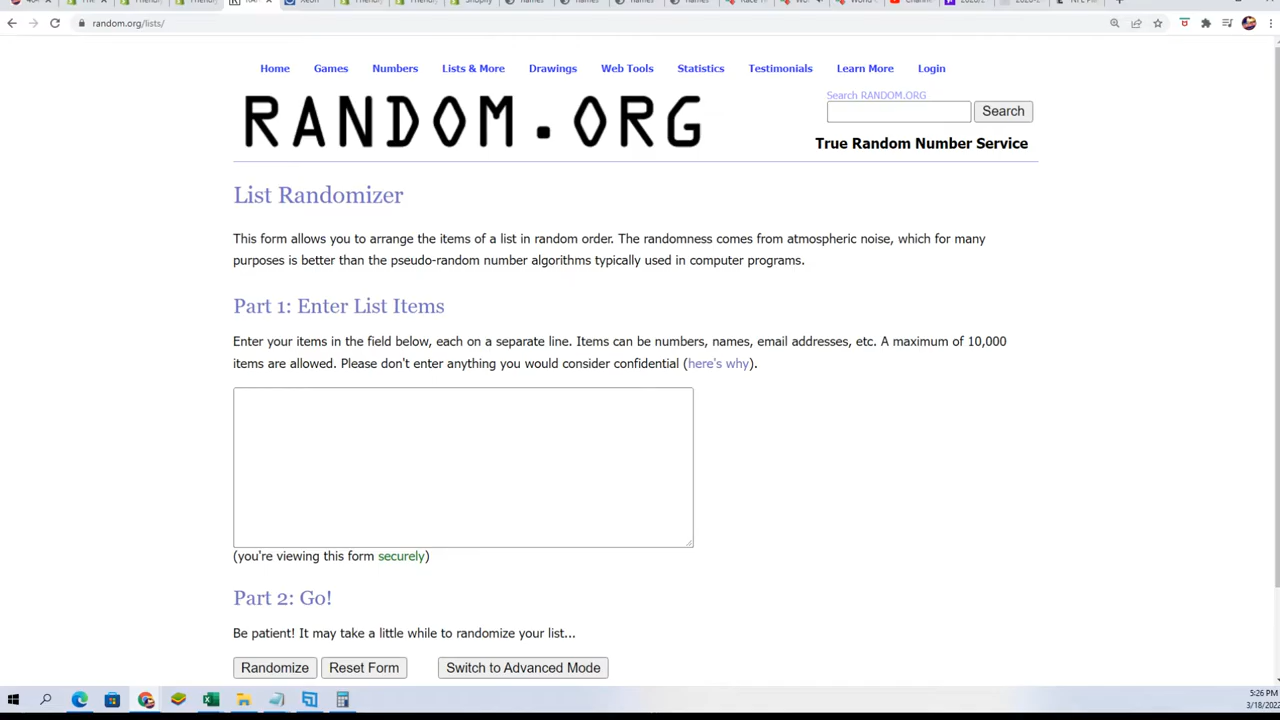 random.org/lists/
Home Games Numbers Lists & More Drawings Web Tools Statistics Testimonials Learn More Login
RANDOM.ORG
Search RANDOM.ORG
Search
True Random Number Service
List Randomizer
This form allows you to arrange the items of a list in random order. The randomness comes from atmospheric noise, which for many
purposes is better than the pseudo-random number algorithms typically used in computer programs.
Part 1: Enter List Items
Enter your items in the field below, each on a separate line. Items can be numbers, names, email addresses, etc. A maximum of 10,000
items are allowed. Please don't enter anything you would consider confidential (here's why).
(you're viewing this form securely)
Part 2: Go!
Be patient! It may take a little while to randomize your list...
Randomize Reset Form Switch to Advanced Mode
5:26 PM